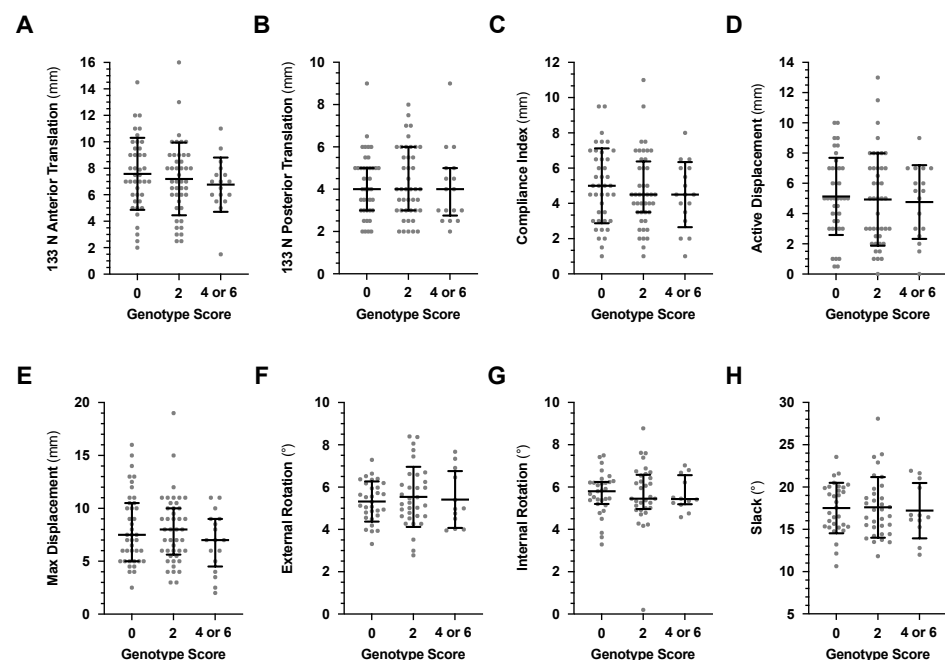 A
133 N Anterior Translation (mm)
16
14
12
10
8
6
4
2
0
0 2 4 or 6
Genotype Score
B
133 N Posterior Translation (mm)
10
8
6
4
2
0
0 2 4 or 6
Genotype Score
C
Compliance Index (mm)
12
10
8
6
4
2
0
0 2 4 or 6
Genotype Score
D
Active Displacement (mm)
14
12
10
8
6
4
2
0
0 2 4 or 6
Genotype Score
E
Max Displacement (mm)
20
15
10
5
0
0 2 4 or 6
Genotype Score
F
External Rotation (°)
10
8
6
4
2
0
0 2 4 or 6
Genotype Score
G
Internal Rotation (°)
10
8
6
4
2
0
0 2 4 or 6
Genotype Score
H
Slack (°)
30
25
20
15
10
5
0 2 4 or 6
Genotype Score